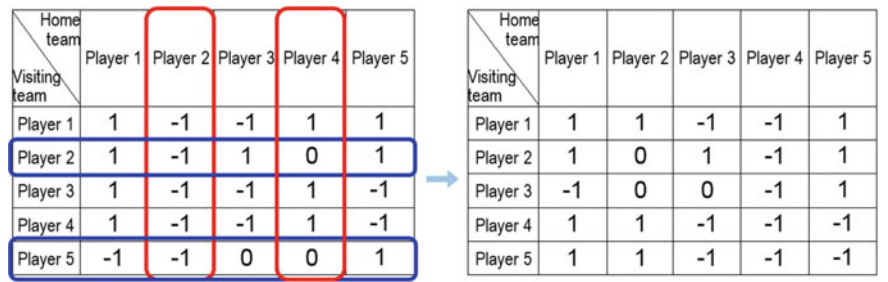 Home team Visiting team Player 1 Player 2 Player 3 Player 4 Player 5
Player 1 1 -1 -1 1 1
Player 2 1 -1 1 0 1
Player 3 1 -1 -1 1 -1
Player 4 1 -1 -1 1 -1
Player 5 -1 -1 0 0 1
Home team Visiting team Player 1 Player 2 Player 3 Player 4 Player 5
Player 1 1 1 -1 -1 1
Player 2 1 0 1 -1 1
Player 3 -1 0 0 -1 1
Player 4 1 1 -1 -1 -1
Player 5 1 1 -1 -1 -1